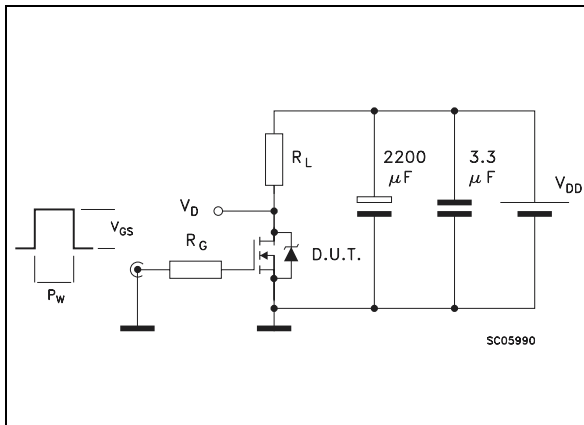 R_L
2200
μF
3.3
μF
V_DD
V_D
V_GS
R_G
D.U.T.
P_W
SC05990